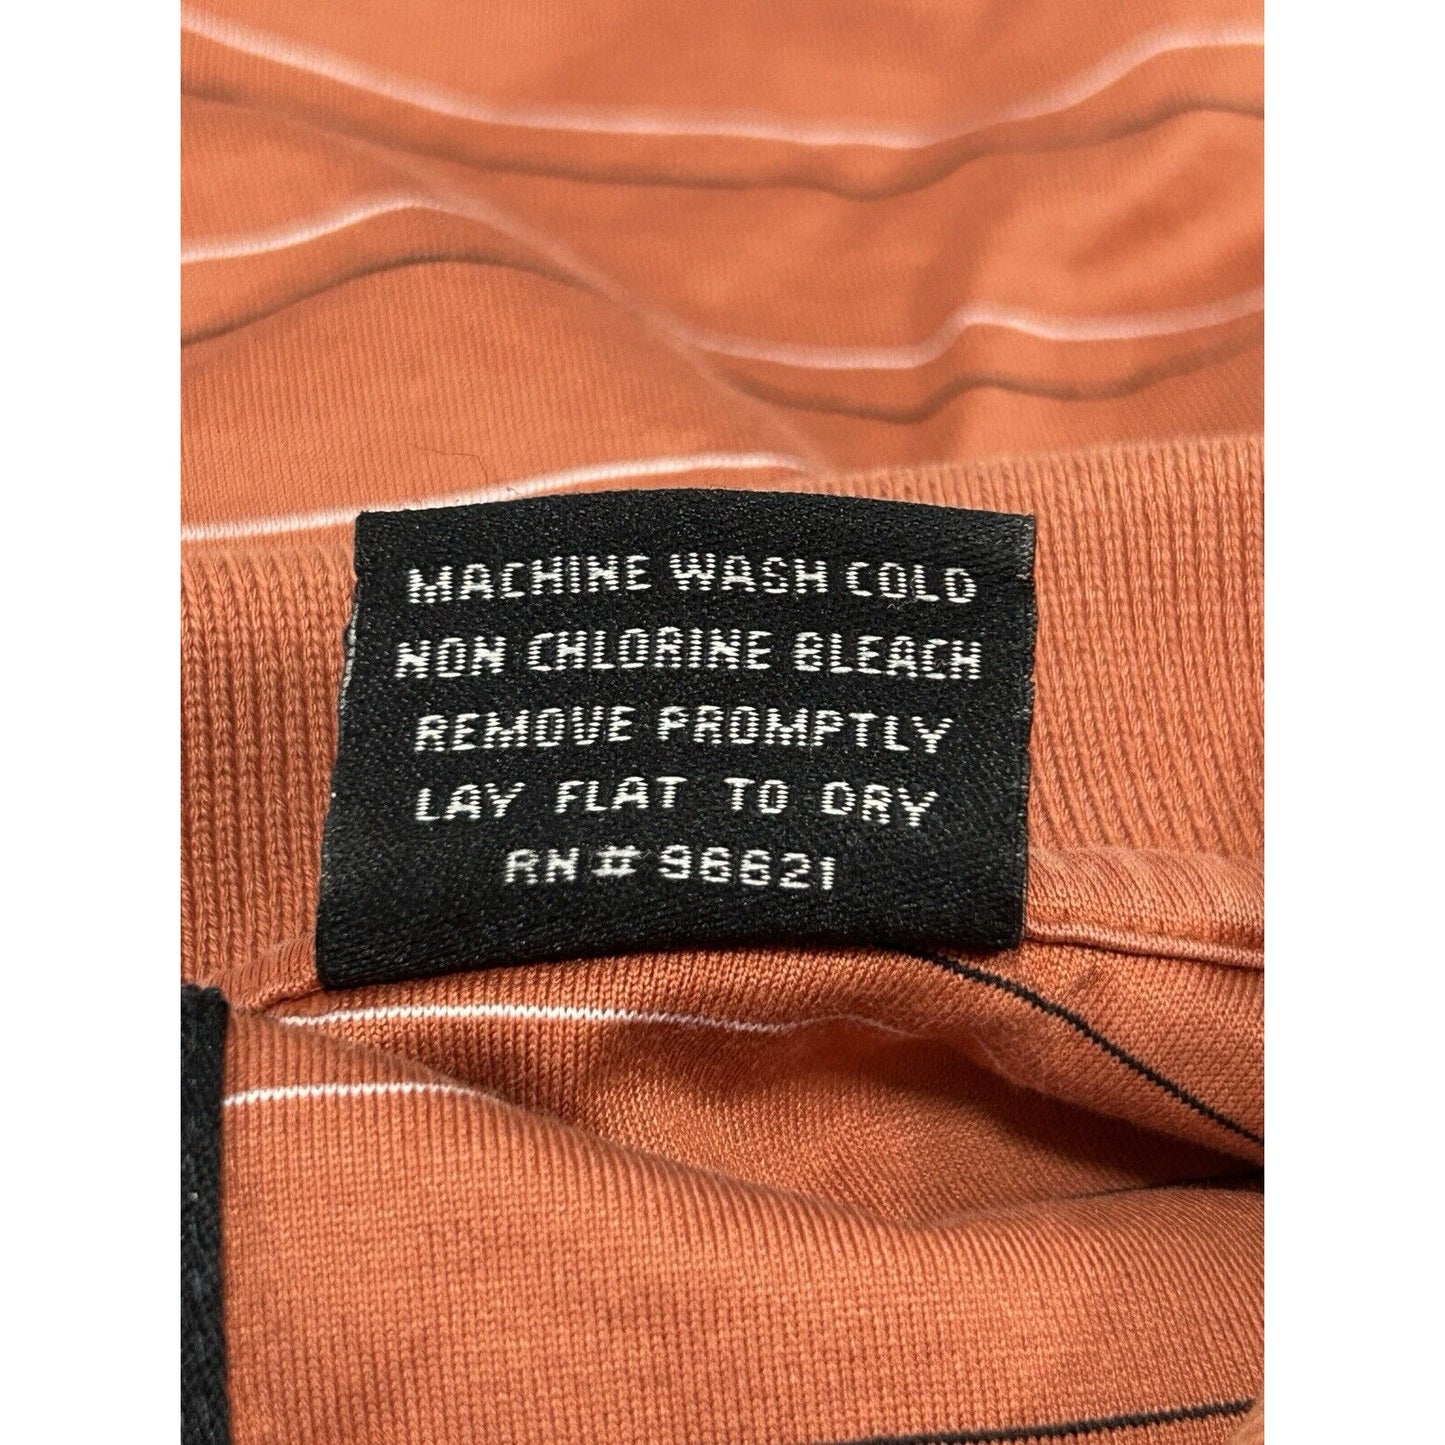 MACHINE WASH COLD
NON CHLORINE BLEACH
REMOVE PROMPTLY
LAY FLAT TO DRY
RN# 96621